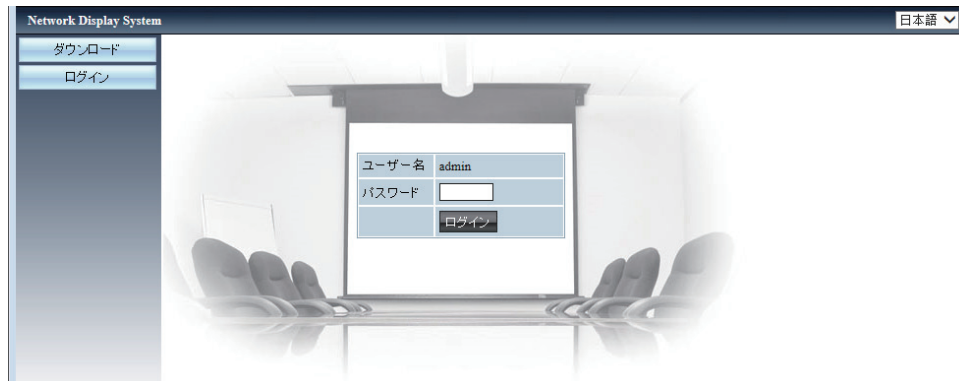 Network Display System
日本語
ダウンロード
ログイン
ユーザー名 admin
パスワード
ログイン